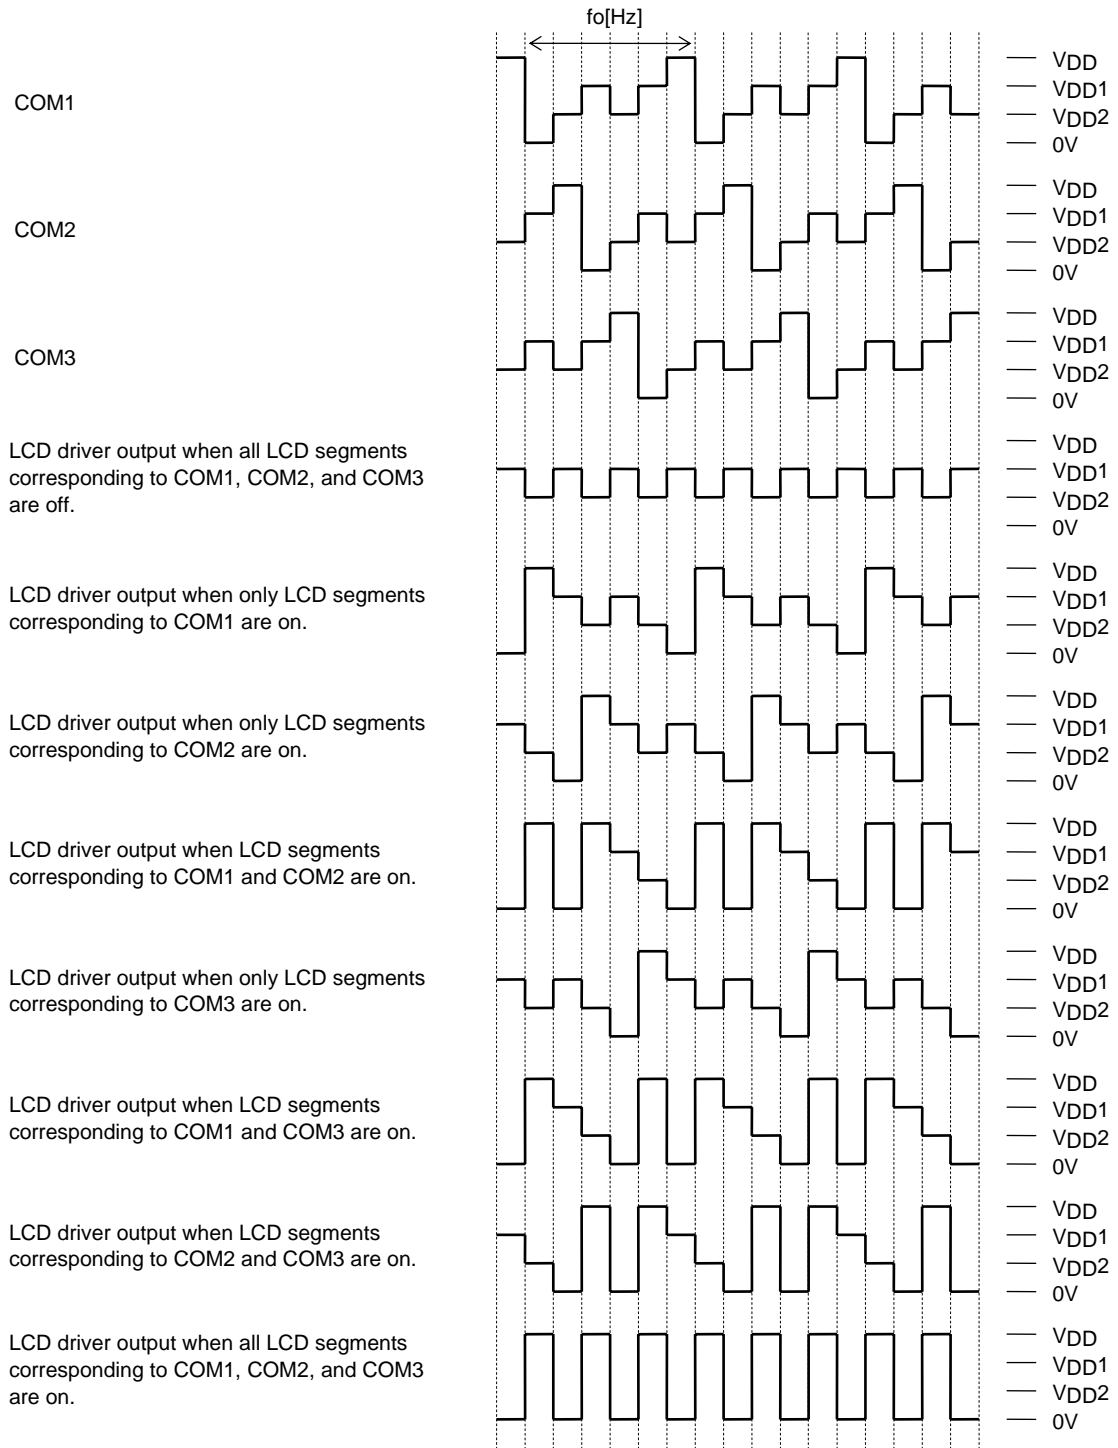 fo[Hz]
COM1
VDD
VDD1
VDD2
0V
COM2
VDD
VDD1
VDD2
0V
COM3
VDD
VDD1
VDD2
0V
LCD driver output when all LCD segments
corresponding to COM1, COM2, and COM3
are off.
VDD
VDD1
VDD2
0V
LCD driver output when only LCD segments
corresponding to COM1 are on.
VDD
VDD1
VDD2
0V
LCD driver output when only LCD segments
corresponding to COM2 are on.
VDD
VDD1
VDD2
0V
LCD driver output when LCD segments
corresponding to COM1 and COM2 are on.
VDD
VDD1
VDD2
0V
LCD driver output when only LCD segments
corresponding to COM3 are on.
VDD
VDD1
VDD2
0V
LCD driver output when LCD segments
corresponding to COM1 and COM3 are on.
VDD
VDD1
VDD2
0V
LCD driver output when LCD segments
corresponding to COM2 and COM3 are on.
VDD
VDD1
VDD2
0V
LCD driver output when all LCD segments
corresponding to COM1, COM2, and COM3
are on.
VDD
VDD1
VDD2
0V